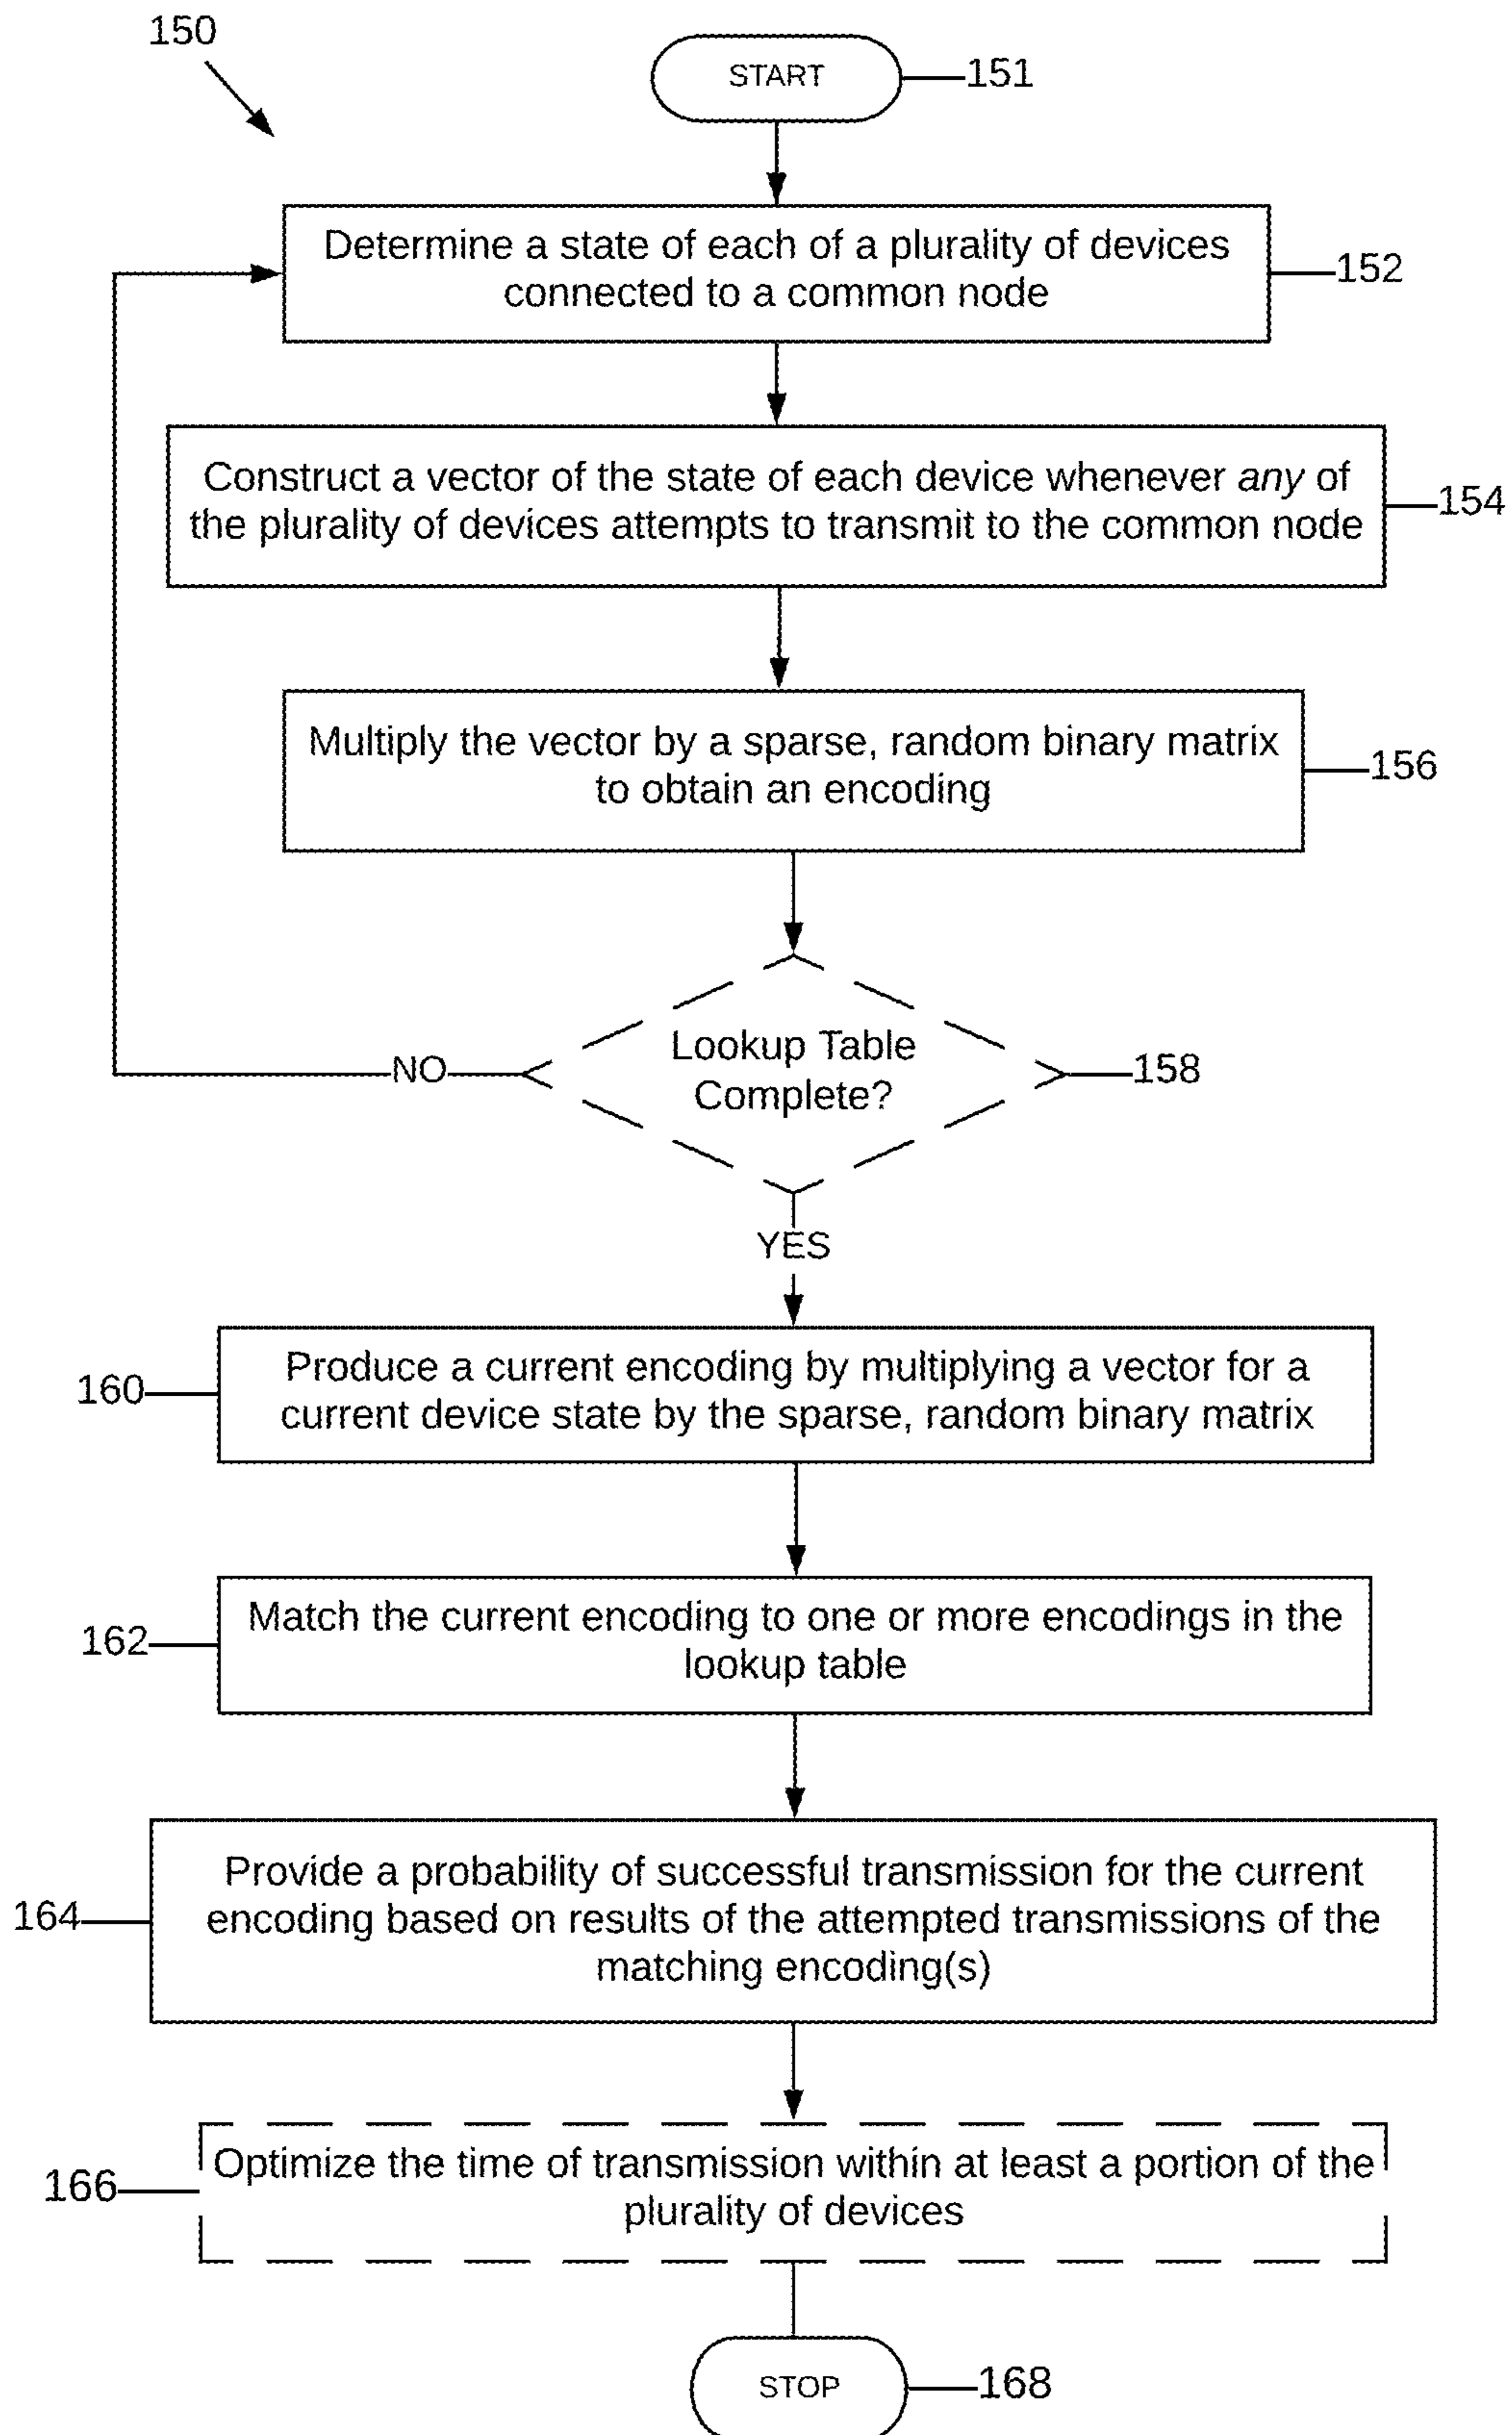 150
START
151
Determine a state of each of a plurality of devices
connected to a common node
152
Construct a vector of the state of each device whenever any of
the plurality of devices attempts to transmit to the common node
154
Multiply the vector by a sparse, random binary matrix
to obtain an encoding
156
Lookup Table
Complete?
NO
158
YES
160
Produce a current encoding by multiplying a vector for a
current device state by the sparse, random binary matrix
162
Match the current encoding to one or more encodings in the
lookup table
164
Provide a probability of successful transmission for the current
encoding based on results of the attempted transmissions of the
matching encoding(s)
166
Optimize the time of transmission within at least a portion of the
plurality of devices
STOP
168